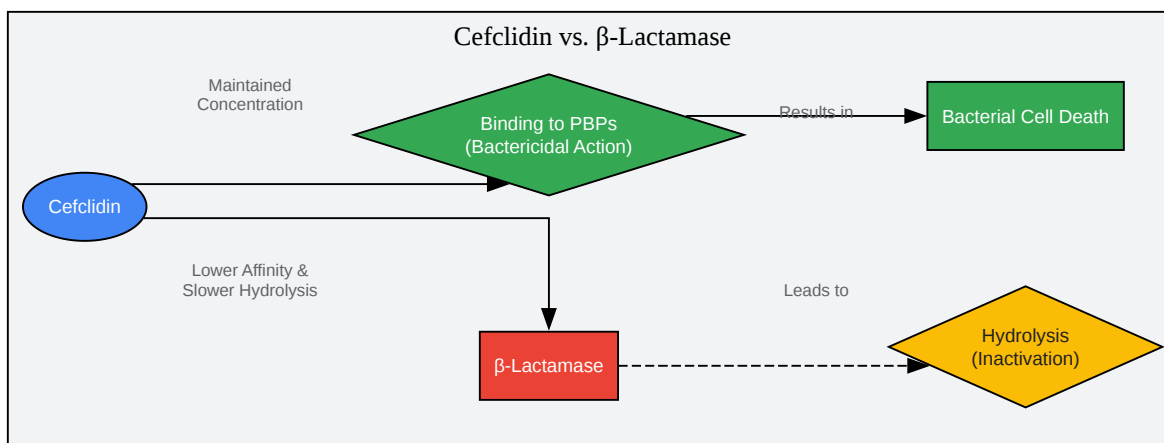 Cefclidin vs. β-Lactamase
Maintained
Concentration
Binding to PBPs
(Bactericidal Action)
Results in
Bacterial Cell Death
Cefclidin
Lower Affinity &
Slower Hydrolysis
Leads to
β-Lactamase
Hydrolysis
(Inactivation)